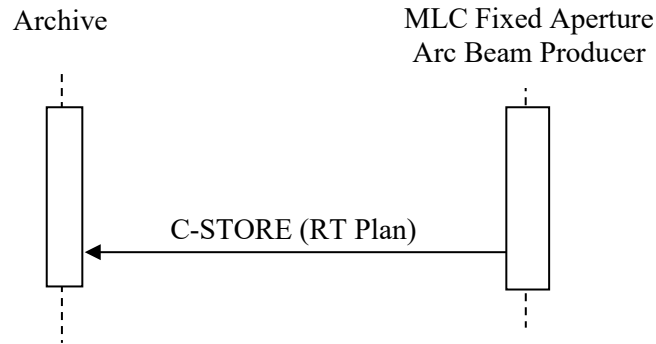 Archive
MLC Fixed Aperture
Arc Beam Producer
C-STORE (RT Plan)